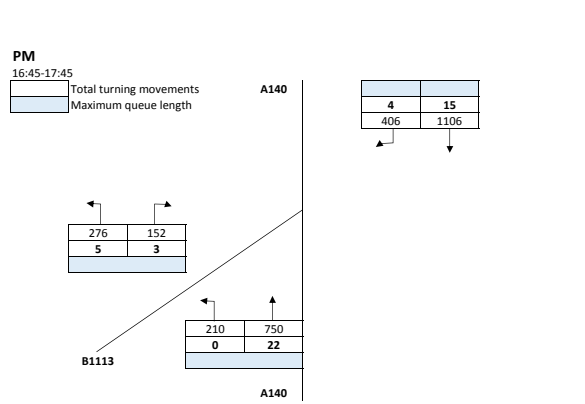 PM
16:45-17:45
Total turning movements
Maximum queue length
A140
4 15
406 1106
276 152
5 3
210 750
0 22
B1113
A140